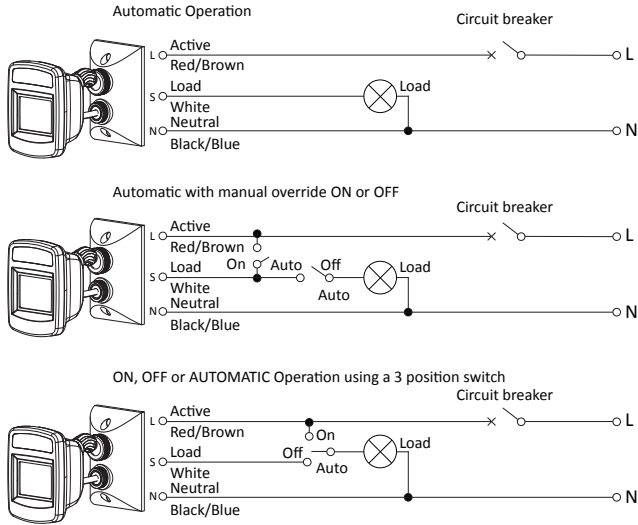 Automatic Operation
Circuit breaker
L Active L
Red/Brown
S Load Load
White
N Neutral N
Black/Blue
Automatic with manual override ON or OFF
Circuit breaker
L Active L
Red/Brown
On Auto Off
S Load Load
White Auto
N Neutral N
Black/Blue
ON, OFF or AUTOMATIC Operation using a 3 position switch
Circuit breaker
L Active L
Red/Brown On
S Load Off Load
White Auto
N Neutral N
Black/Blue